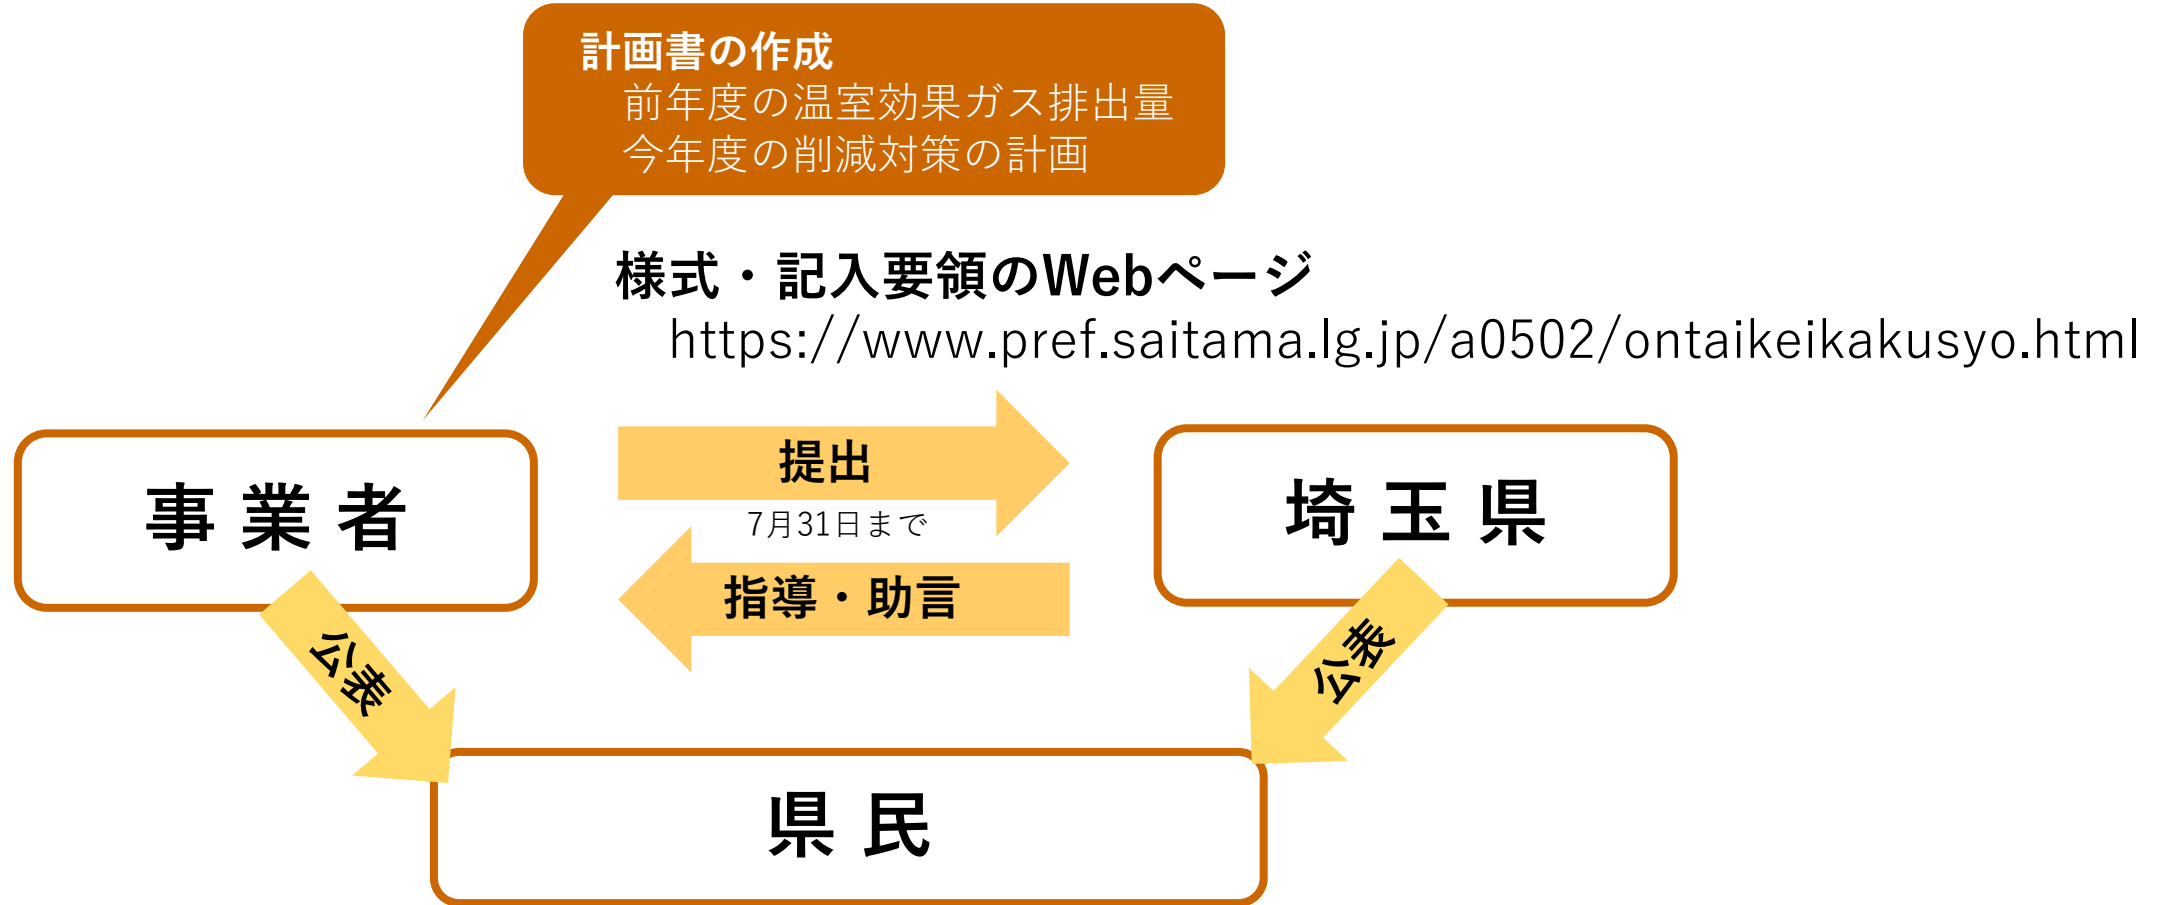 計画書の作成
前年度の温室効果ガス排出量
今年度の削減対策の計画
様式・記入要領のWebページ
https://www.pref.saitama.lg.jp/a0502/ontaikeikakusyo.html
事業者
提出
7月31日まで
指導・助言
埼玉県
公表
公表
県民